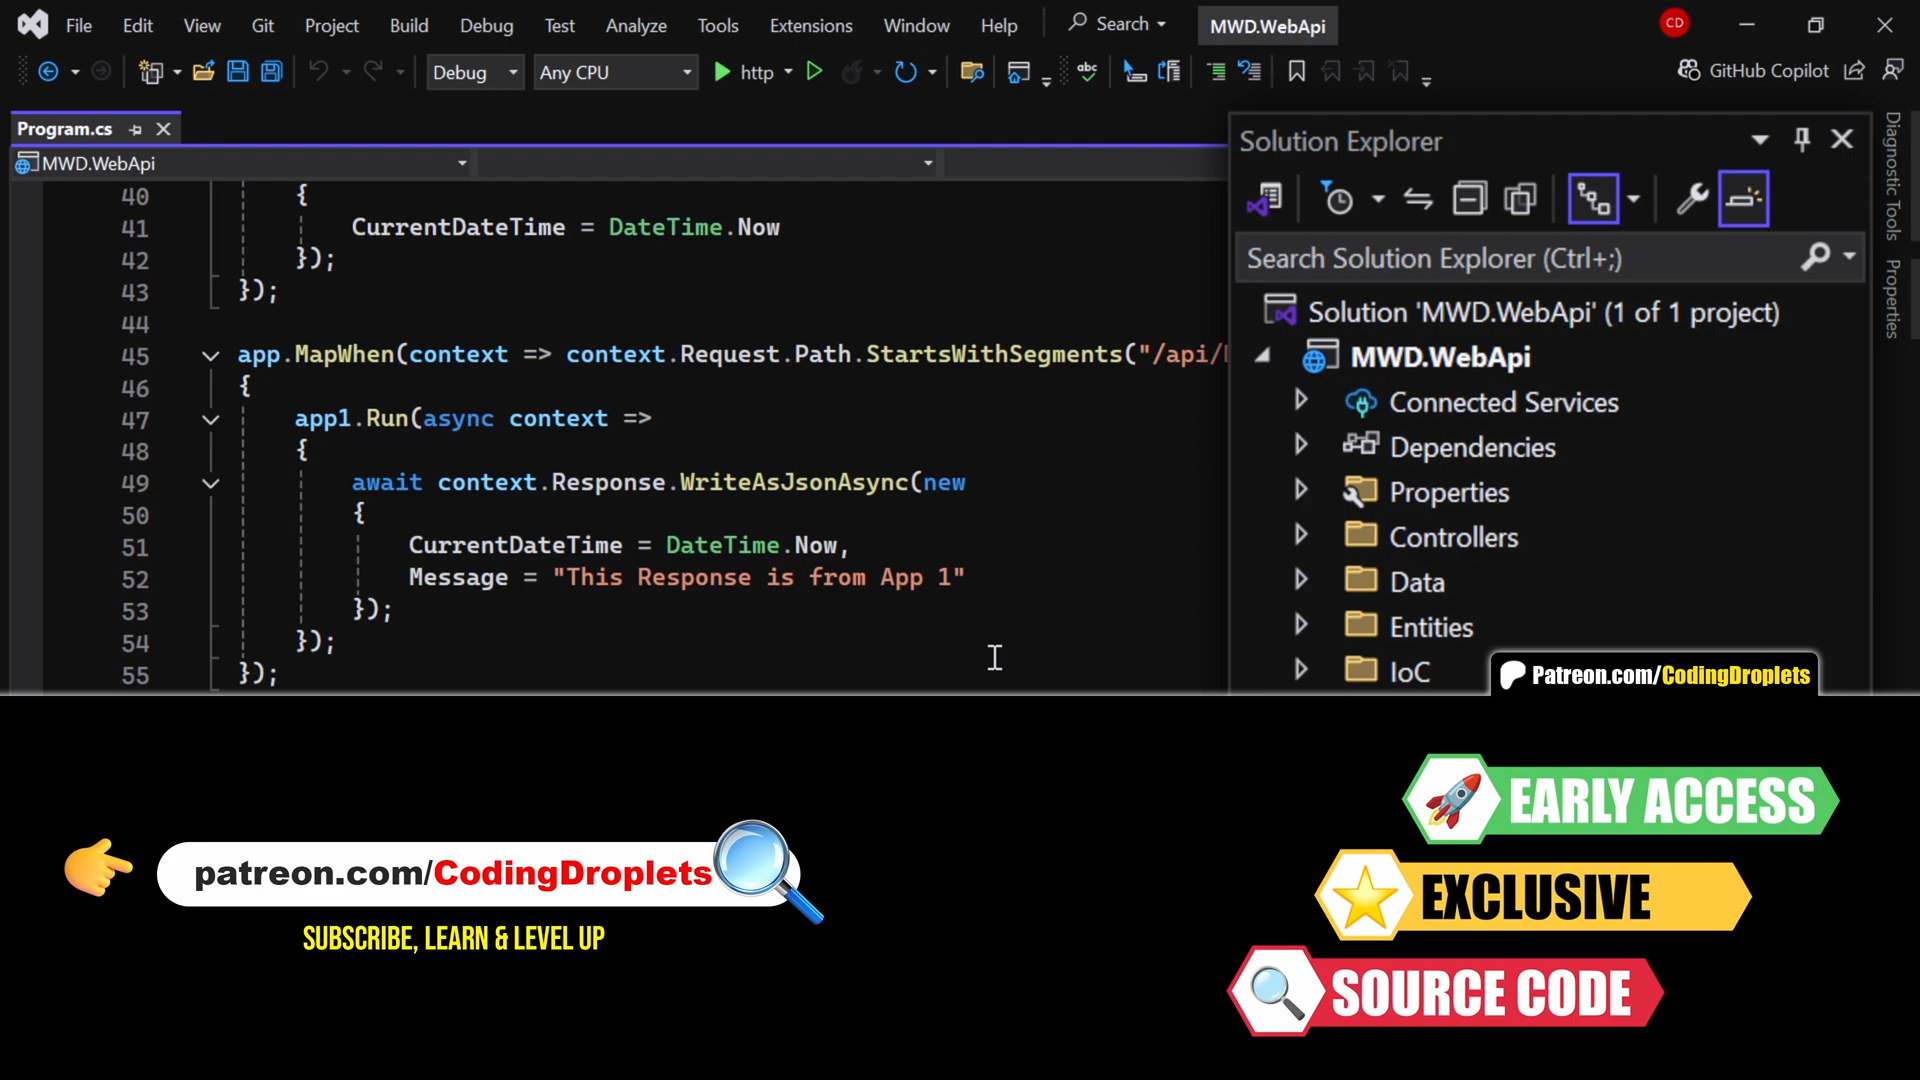 File Edit View Git Project Build Debug Test Analyze Tools Extensions Window Help Search MWD.WebApi CD
Debug Any CPU http abc GitHub Copilot
Program.cs
MWD.WebApi
40 {
41 CurrentDateTime = DateTime.Now
42 });
43 });
44
45 app.MapWhen(context => context.Request.Path.StartsWithSegments("/api/
46 {
47 app1.Run(async context =>
48 {
49 await context.Response.WriteAsJsonAsync(new
50 {
51 CurrentDateTime = DateTime.Now,
52 Message = "This Response is from App 1"
53 });
54 });
55 });
Solution Explorer
Search Solution Explorer (Ctrl+;)
Solution 'MWD.WebApi' (1 of 1 project)
MWD.WebApi
Connected Services
Dependencies
Properties
Controllers
Data
Entities
IoC
Diagnostic Tools
Properties
Patreon.com/CodingDroplets
patreon.com/CodingDroplets
SUBSCRIBE, LEARN & LEVEL UP
EARLY ACCESS
EXCLUSIVE
SOURCE CODE